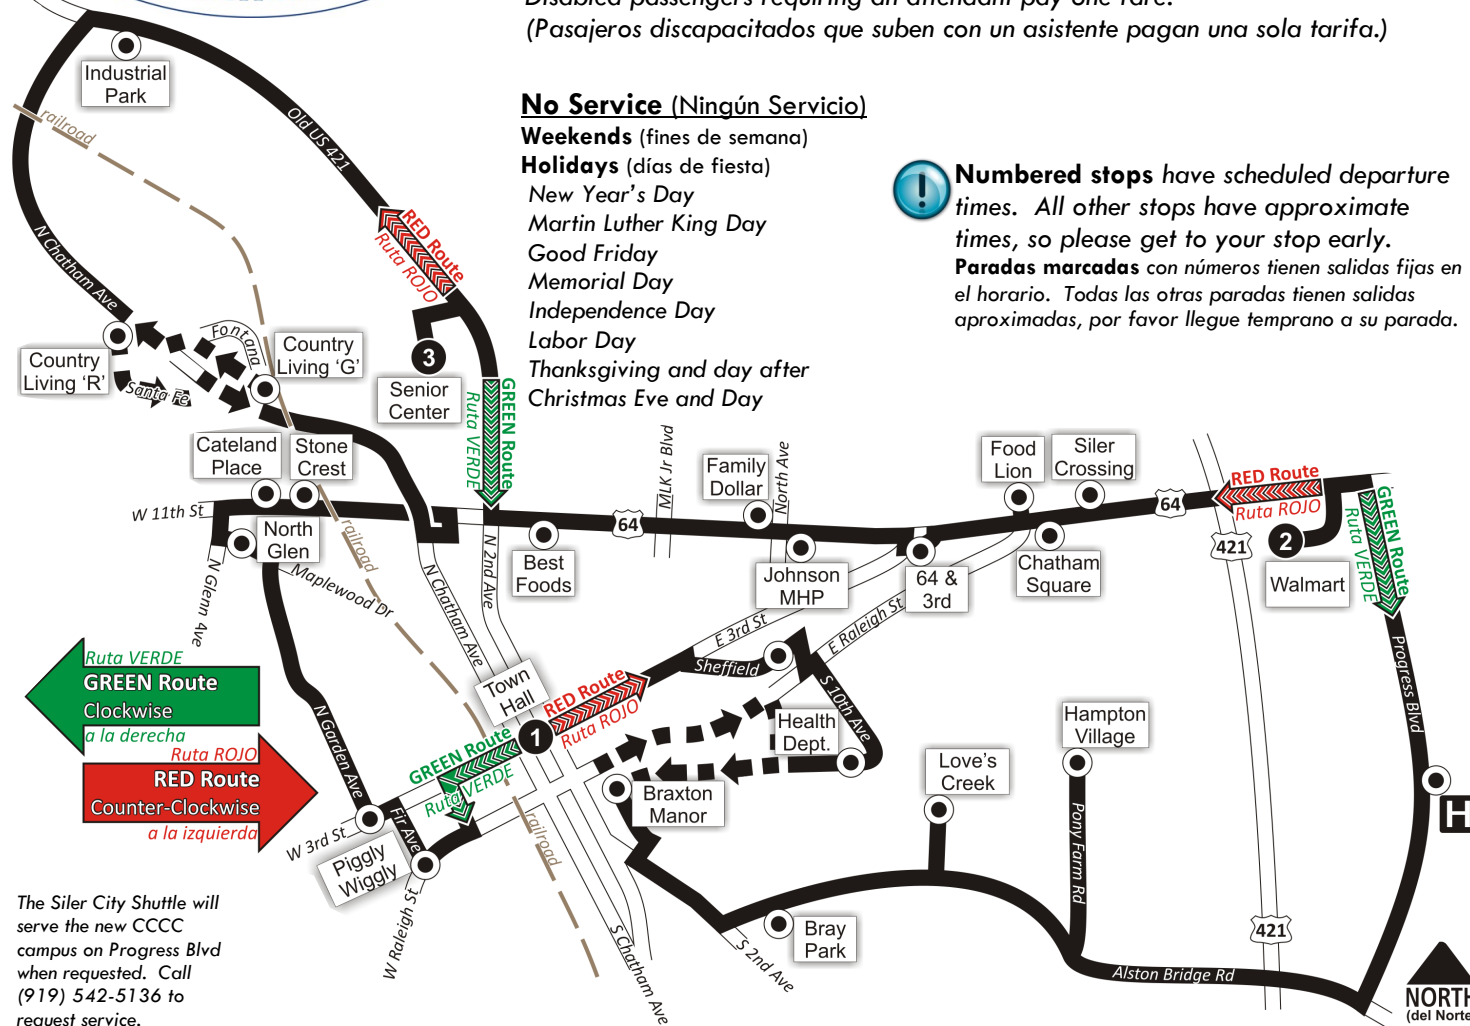 Disabled passengers requiring an attendant pay one fare.
(Pasajeros discapacitados que suben con un asistente pagan una sola tarifa.)
No Service (Ningún Servicio)
Weekends (fines de semana)
Holidays (días de fiesta)
New Year's Day
Martin Luther King Day
Good Friday
Memorial Day
Independence Day
Labor Day
Thanksgiving and day after
Christmas Eve and Day
Numbered stops have scheduled departure
times. All other stops have approximate
times, so please get to your stop early.
Paradas marcadas con números tienen salidas fijas en
el horario. Todas las otras paradas tienen salidas
aproximadas, por favor llegue temprano a su parada.
Industrial
Park
railroad
Old US 421
N Chatham Ave
RED Route
Ruta ROJO
Fontana
Country
Living 'R'
Country
Living 'G'
Santa Fe
3
Senior
Center
GREEN Route
Ruta VERDE
Cateland
Place
Stone
Crest
W 11th St
North
Glen
railroad
N Glenn Ave
Maplewood Dr
N Chatham Ave
N 2nd Ave
Best
Foods
64
MLK Jr Blvd
Family
Dollar
North Ave
Johnson
MHP
64 &
3rd
Food
Lion
Siler
Crossing
Chatham
Square
64
RED Route
Ruta ROJO
421
2
Walmart
GREEN Route
Ruta VERDE
Progress Blvd
E 3rd St
E Raleigh St
Sheffield
S 10th Ave
Town
Hall
1
RED Route
Ruta ROJO
GREEN Route
Ruta VERDE
Health
Dept.
Braxton
Manor
Hampton
Village
Love's
Creek
Pony Farm Rd
H
Ruta VERDE
GREEN Route
Clockwise
a la derecha
Ruta ROJO
RED Route
Counter-Clockwise
a la izquierda
N Garden Ave
W 3rd St
Fir Ave
Piggly
Wiggly
W Raleigh St
railroad
S Chatham Ave
S 2nd Ave
Bray
Park
421
Alston Bridge Rd
NORTH
(del Norte
The Siler City Shuttle will
serve the new CCCC
campus on Progress Blvd
when requested. Call
(919) 542-5136 to
request service.